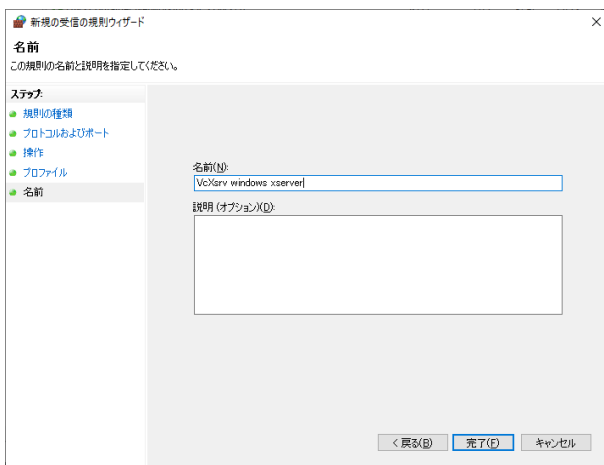 新規の受信の規則ウィザード
名前
この規則の名前と説明を指定してください。
ステップ:
規則の種類
プロトコルおよびポート
操作
プロファイル
名前
名前(N):
VcXsrv windows xserver
説明 (オプション)(D):
< 戻る(B)
完了(F)
キャンセル